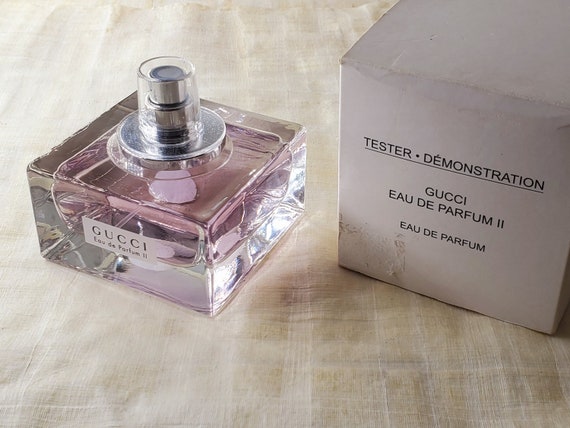 GUCCI
Eau de Parfum II
TESTER • DÉMONSTRATION
GUCCI
EAU DE PARFUM II
EAU DE PARFUM